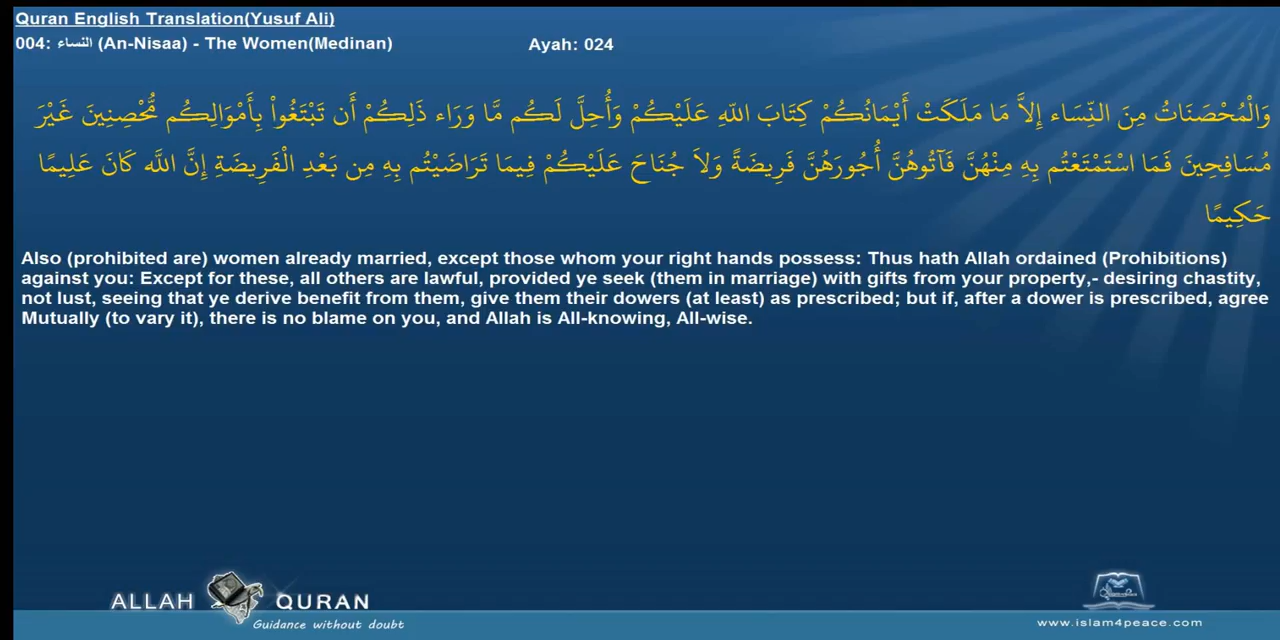 Quran English Translation(Yusuf Ali)
004: النساء (An-Nisaa) - The Women(Medinan) Ayah: 024
وَالْمُحْصَنَاتُ مِنَ النِّسَاء إِلاَّ مَا مَلَكَتْ أَيْمَانُكُمْ كِتَابَ اللّهِ عَلَيْكُمْ وَأُحِلَّ لَكُم مَّا وَرَاء ذَلِكُمْ أَن تَبْتَغُواْ بِأَمْوَالِكُم مُّحْصِنِينَ غَيْرَ
مُسَافِحِينَ فَمَا اسْتَمْتَعْتُم بِهِ مِنْهُنَّ فَآتُوهُنَّ أُجُورَهُنَّ فَرِيضَةً وَلاَ جُنَاحَ عَلَيْكُمْ فِيمَا تَرَاضَيْتُم بِهِ مِن بَعْدِ الْفَرِيضَةِ إِنَّ اللّه كَانَ عَلِيمًا
حَكِيمًا
Also (prohibited are) women already married, except those whom your right hands possess: Thus hath Allah ordained (Prohibitions)
against you: Except for these, all others are lawful, provided ye seek (them in marriage) with gifts from your property,- desiring chastity,
not lust, seeing that ye derive benefit from them, give them their dowers (at least) as prescribed; but if, after a dower is prescribed, agree
Mutually (to vary it), there is no blame on you, and Allah is All-knowing, All-wise.
ALLAH QURAN
Guidance without doubt
www.islam4peace.com